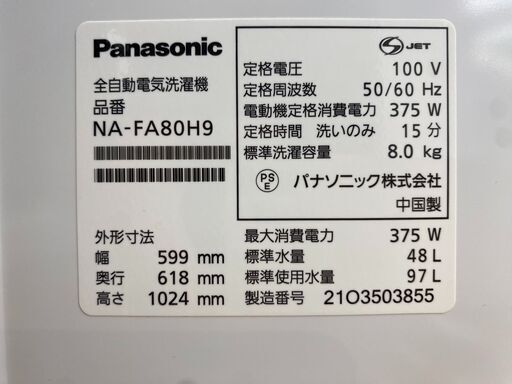 Panasonic
全自動電気洗濯機
品番
NA-FA80H9
外形寸法
幅 599 mm
奥行 618 mm
高さ 1024 mm
S JET
定格電圧 100 V
定格周波数 50/60 Hz
電動機定格消費電力 375 W
定格時間 洗いのみ 15 分
標準洗濯容量 8.0 kg
PS E パナソニック株式会社
中国製
最大消費電力 375 W
標準水量 48 L
標準使用水量 97 L
製造番号 21O3503855